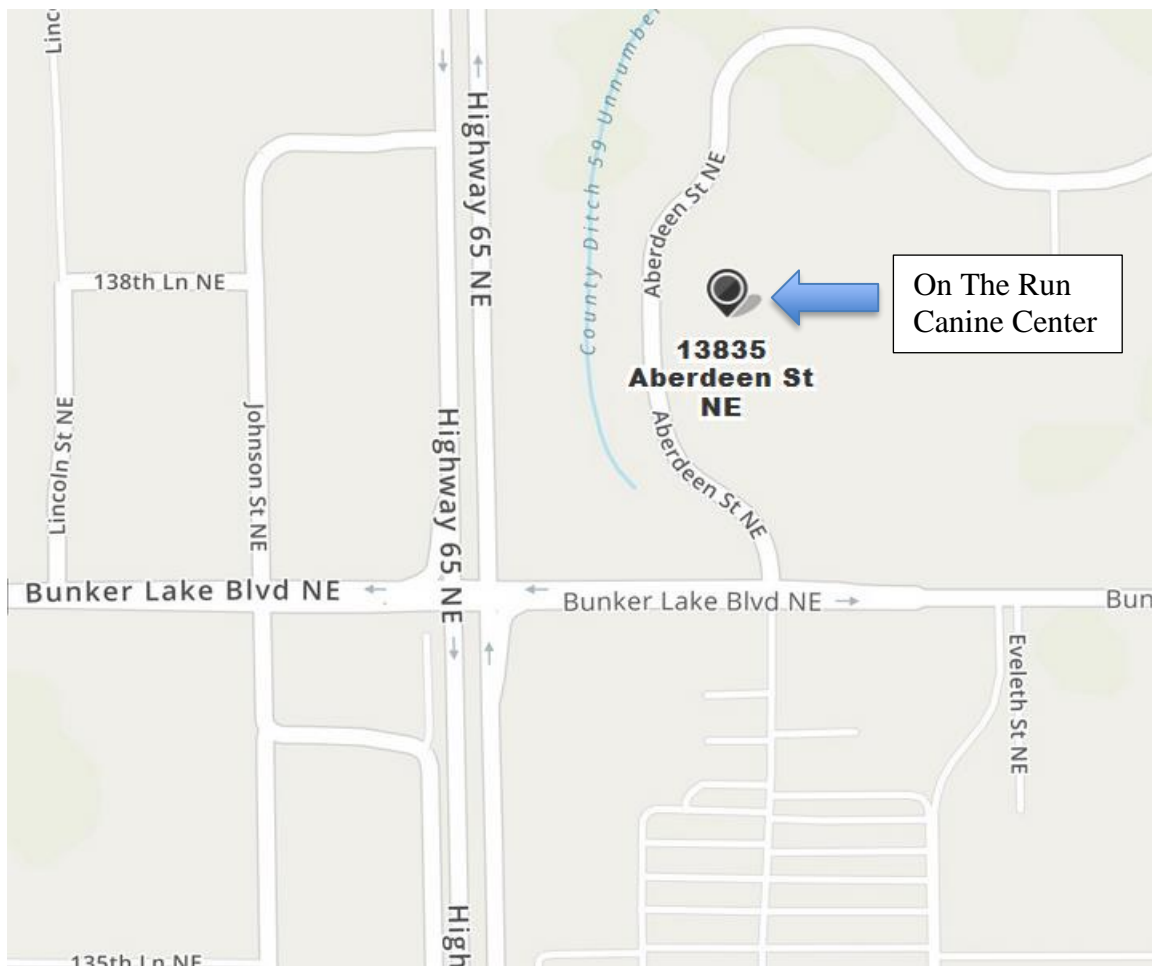 Linc
Highway 65 NE
County Ditch 59 Unnumber
Aberdeen St NE
138th Ln NE
On The Run
Canine Center
13835
Aberdeen St
NE
Lincoln St NE
Johnson St NE
Highway 65 NE
Aberdeen St NE
Bunker Lake Blvd NE
Bunker Lake Blvd NE
Bun
Eveleth St NE
High
135th Ln NE